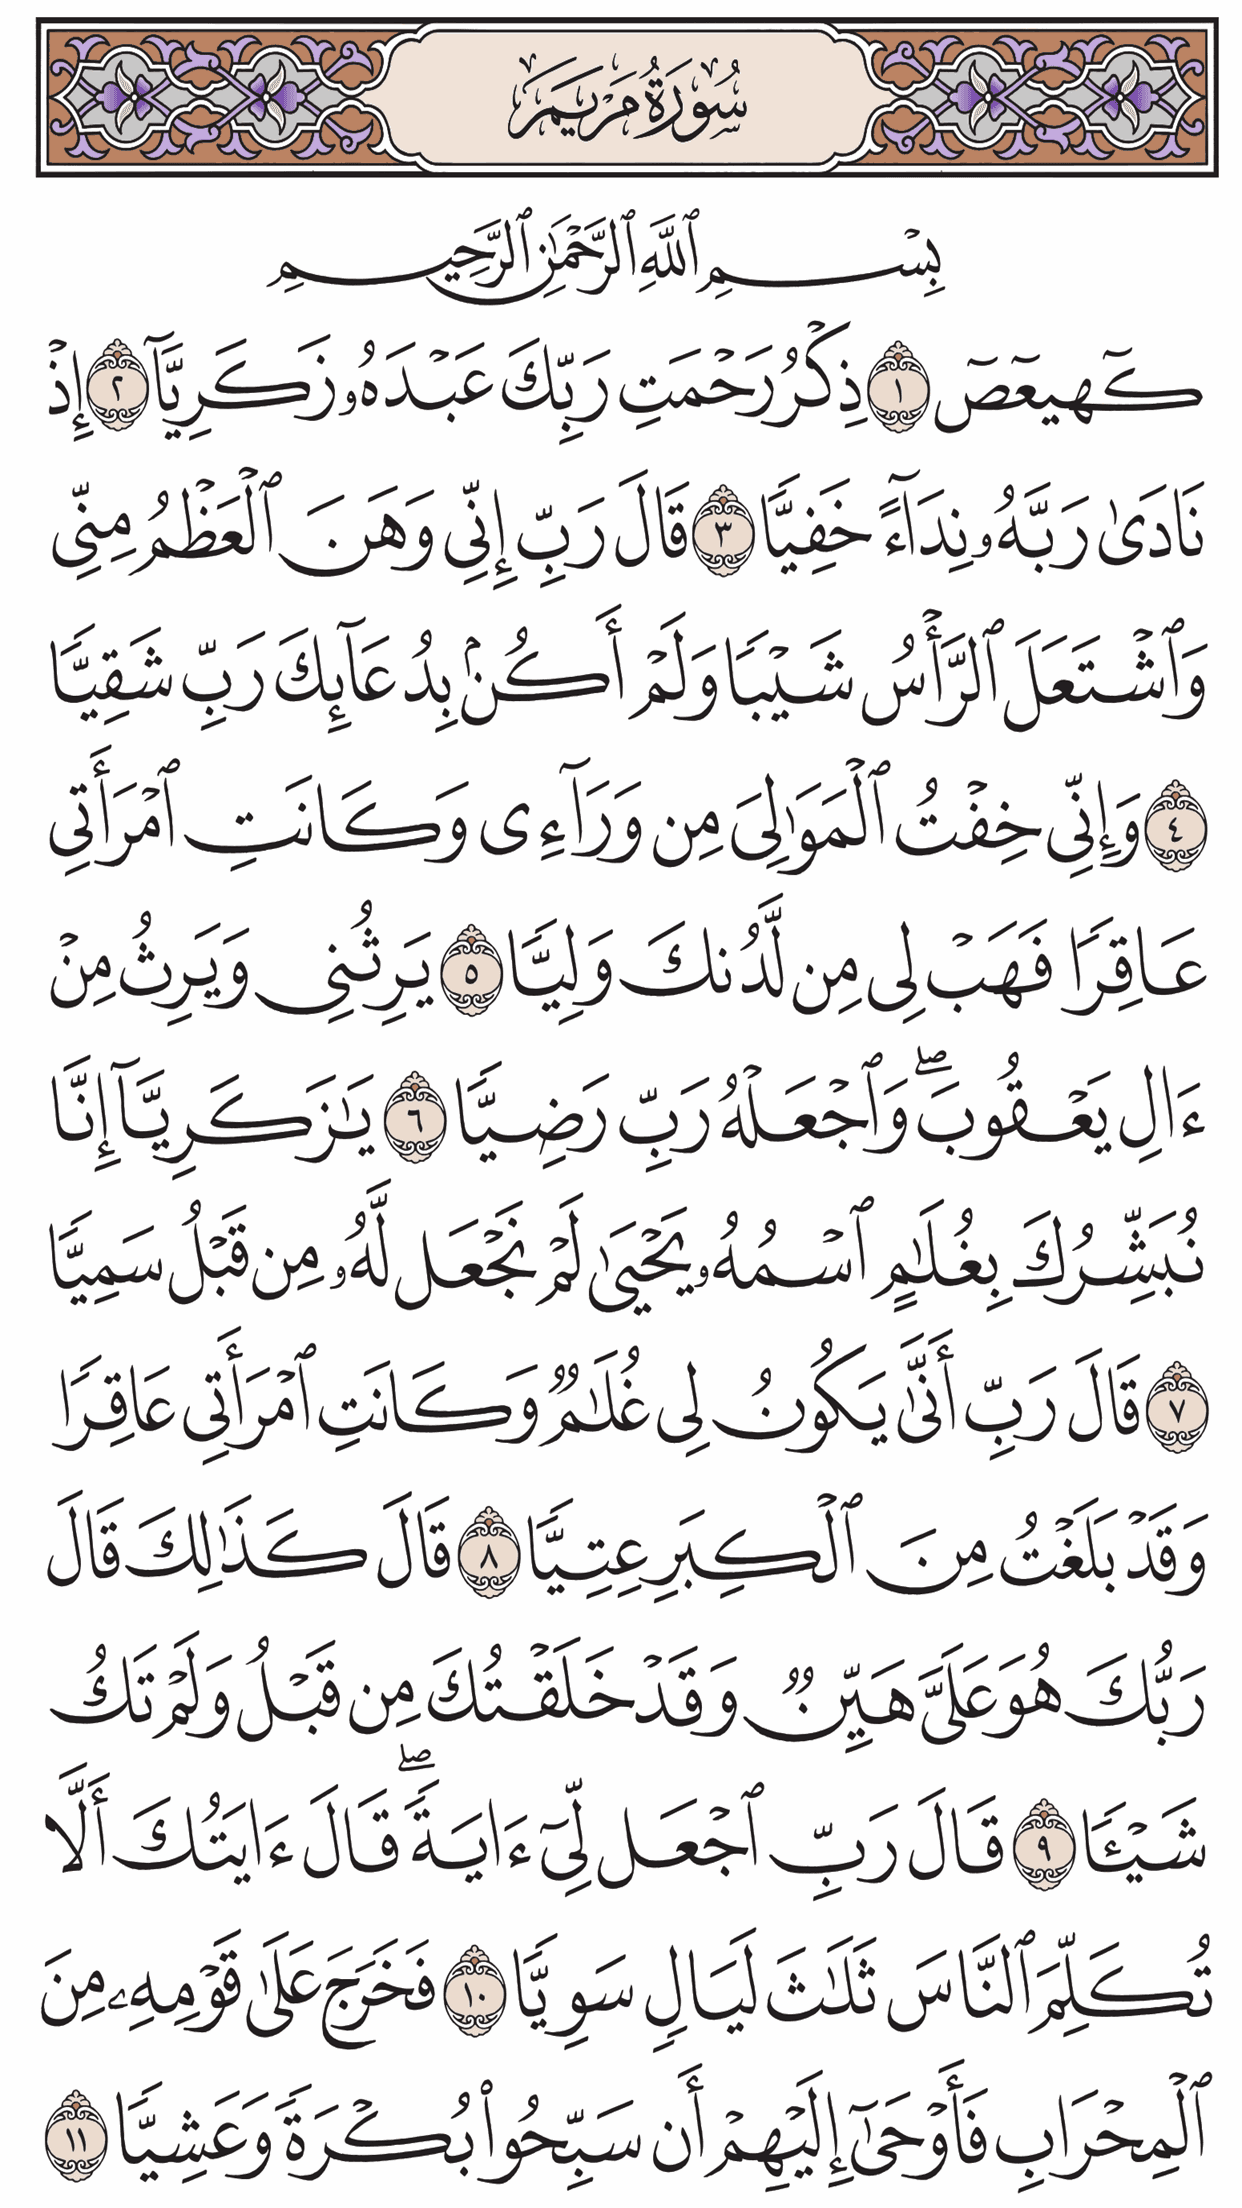 سُورَةُ مَرْيَمَ
بِسْمِ ٱللَّهِ ٱلرَّحْمَٰنِ ٱلرَّحِيمِ
كٓهيعٓصٓ ١ ذِكْرُ رَحْمَتِ رَبِّكَ عَبْدَهُۥ زَكَرِيَّآ ٢ إِذْ
نَادَىٰ رَبَّهُۥ نِدَآءً خَفِيًّا ٣ قَالَ رَبِّ إِنِّى وَهَنَ ٱلْعَظْمُ مِنِّى
وَٱشْتَعَلَ ٱلرَّأْسُ شَيْبًا وَلَمْ أَكُنۢ بِدُعَآئِكَ رَبِّ شَقِيًّا
٤ وَإِنِّى خِفْتُ ٱلْمَوَٰلِىَ مِن وَرَآءِى وَكَانَتِ ٱمْرَأَتِى
عَاقِرًا فَهَبْ لِى مِن لَّدُنكَ وَلِيًّا ٥ يَرِثُنِى وَيَرِثُ مِنْ
ءَالِ يَعْقُوبَ ۖ وَٱجْعَلْهُ رَبِّ رَضِيًّا ٦ يَٰزَكَرِيَّآ إِنَّا
نُبَشِّرُكَ بِغُلَٰمٍ ٱسْمُهُۥ يَحْيَىٰ لَمْ نَجْعَل لَّهُۥ مِن قَبْلُ سَمِيًّا
٧ قَالَ رَبِّ أَنَّىٰ يَكُونُ لِى غُلَٰمٌ وَكَانَتِ ٱمْرَأَتِى عَاقِرًا
وَقَدْ بَلَغْتُ مِنَ ٱلْكِبَرِ عِتِيًّا ٨ قَالَ كَذَٰلِكَ قَالَ
رَبُّكَ هُوَ عَلَىَّ هَيِّنٌ وَقَدْ خَلَقْتُكَ مِن قَبْلُ وَلَمْ تَكُ
شَيْـًٔا ٩ قَالَ رَبِّ ٱجْعَل لِّىٓ ءَايَةً ۖ قَالَ ءَايَتُكَ أَلَّا
تُكَلِّمَ ٱلنَّاسَ ثَلَٰثَ لَيَالٍ سَوِيًّا ١٠ فَخَرَجَ عَلَىٰ قَوْمِهِۦ مِنَ
ٱلْمِحْرَابِ فَأَوْحَىٰٓ إِلَيْهِمْ أَن سَبِّحُوا۟ بُكْرَةً وَعَشِيًّا ١١